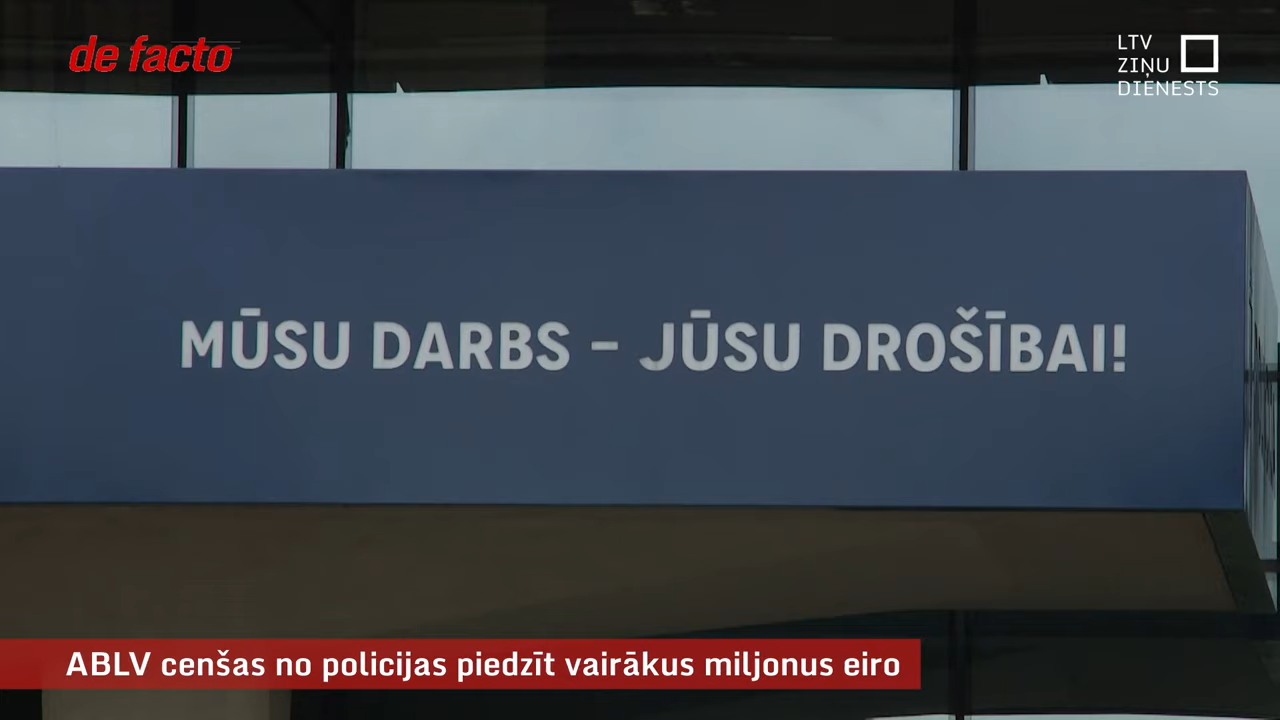 de facto
LTV
ZIŅU
DIENESTS
MŪSU DARBS – JŪSU DROŠĪBAI!
ABLV cenšas no policijas piedzīt vairākus miljonus eiro